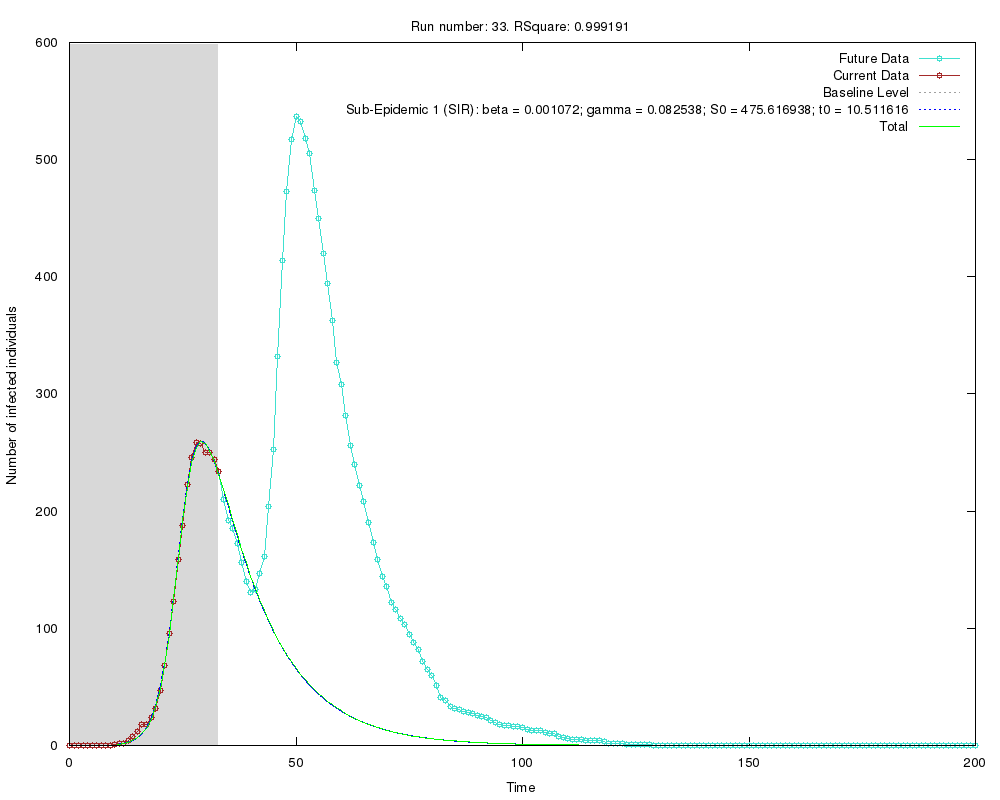 Run number: 33. RSquare: 0.999191
600
500
400
300
200
100
0
Number of infected individuals
Future Data
Current Data
Baseline Level
Sub-Epidemic 1 (SIR): beta = 0.001072; gamma = 0.082538; S0 = 475.616938; t0 = 10.511616
Total
0 50 100 150 200
Time